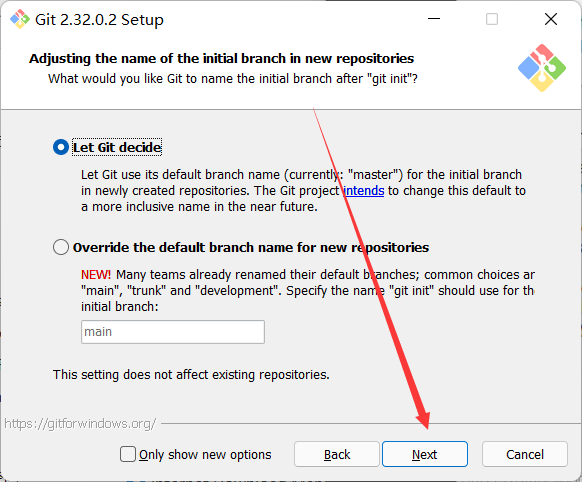 Git 2.32.0.2 Setup
Adjusting the name of the initial branch in new repositories
What would you like Git to name the initial branch after "git init"?
Let Git decide
Let Git use its default branch name (currently: "master") for the initial branch
in newly created repositories. The Git project intends to change this default to
a more inclusive name in the near future.
Override the default branch name for new repositories
NEW! Many teams already renamed their default branches; common choices ar
"main", "trunk" and "development". Specify the name "git init" should use for the
initial branch:
main
This setting does not affect existing repositories.
https://gitforwindows.org/
Only show new options
Back
Next
Cancel